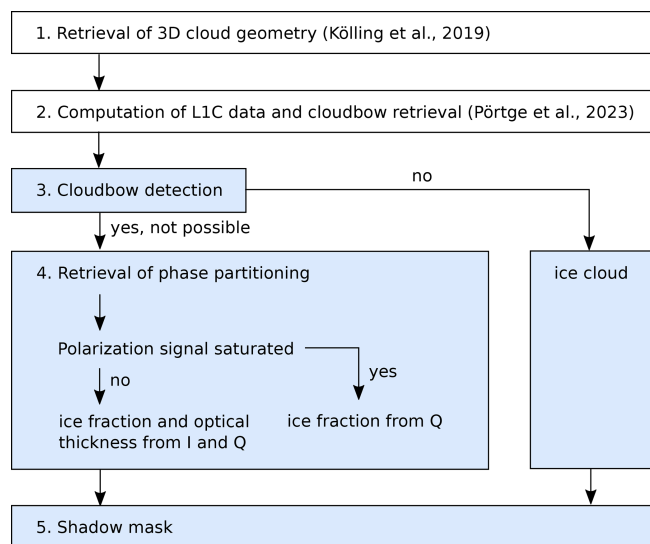 1. Retrieval of 3D cloud geometry (Kölling et al., 2019)
2. Computation of L1C data and cloudbow retrieval (Pörtge et al., 2023)
no
3. Cloudbow detection
yes, not possible
4. Retrieval of phase partitioning
ice cloud
Polarization signal saturated
yes
no
ice fraction and optical
thickness from I and Q
ice fraction from Q
5. Shadow mask